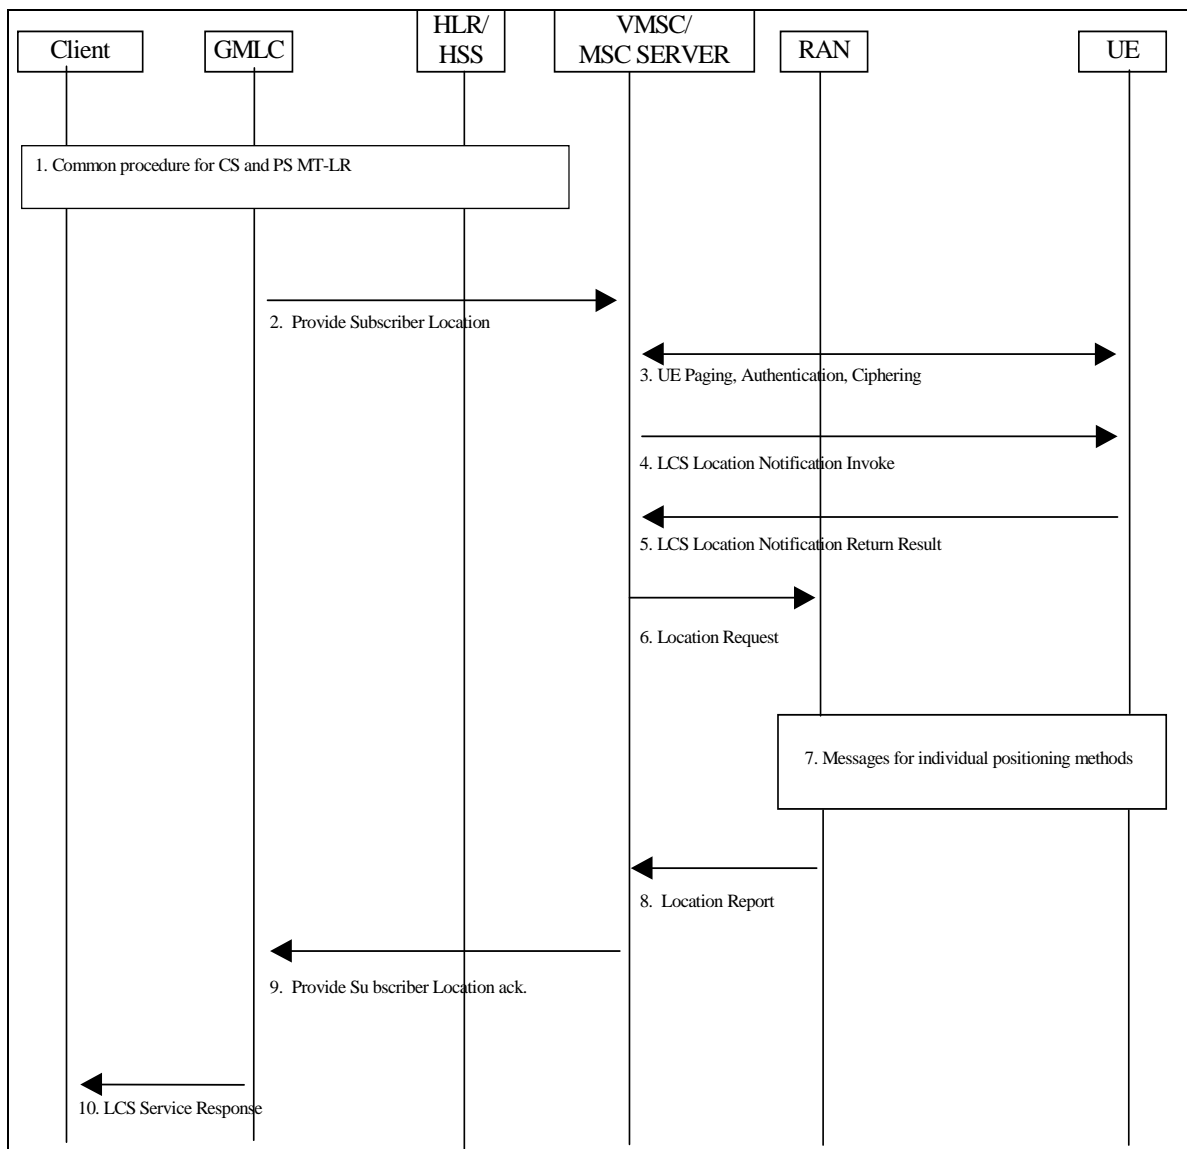 Client
GMLC
HLR/
HSS
VMSC/
MSC SERVER
RAN
UE
1. Common procedure for CS and PS MT-LR
2. Provide Subscriber Location
3. UE Paging, Authentication, Ciphering
4. LCS Location Notification Invoke
5. LCS Location Notification Return Result
6. Location Request
7. Messages for individual positioning methods
8. Location Report
9. Provide Su bscriber Location ack.
10. LCS Service Response